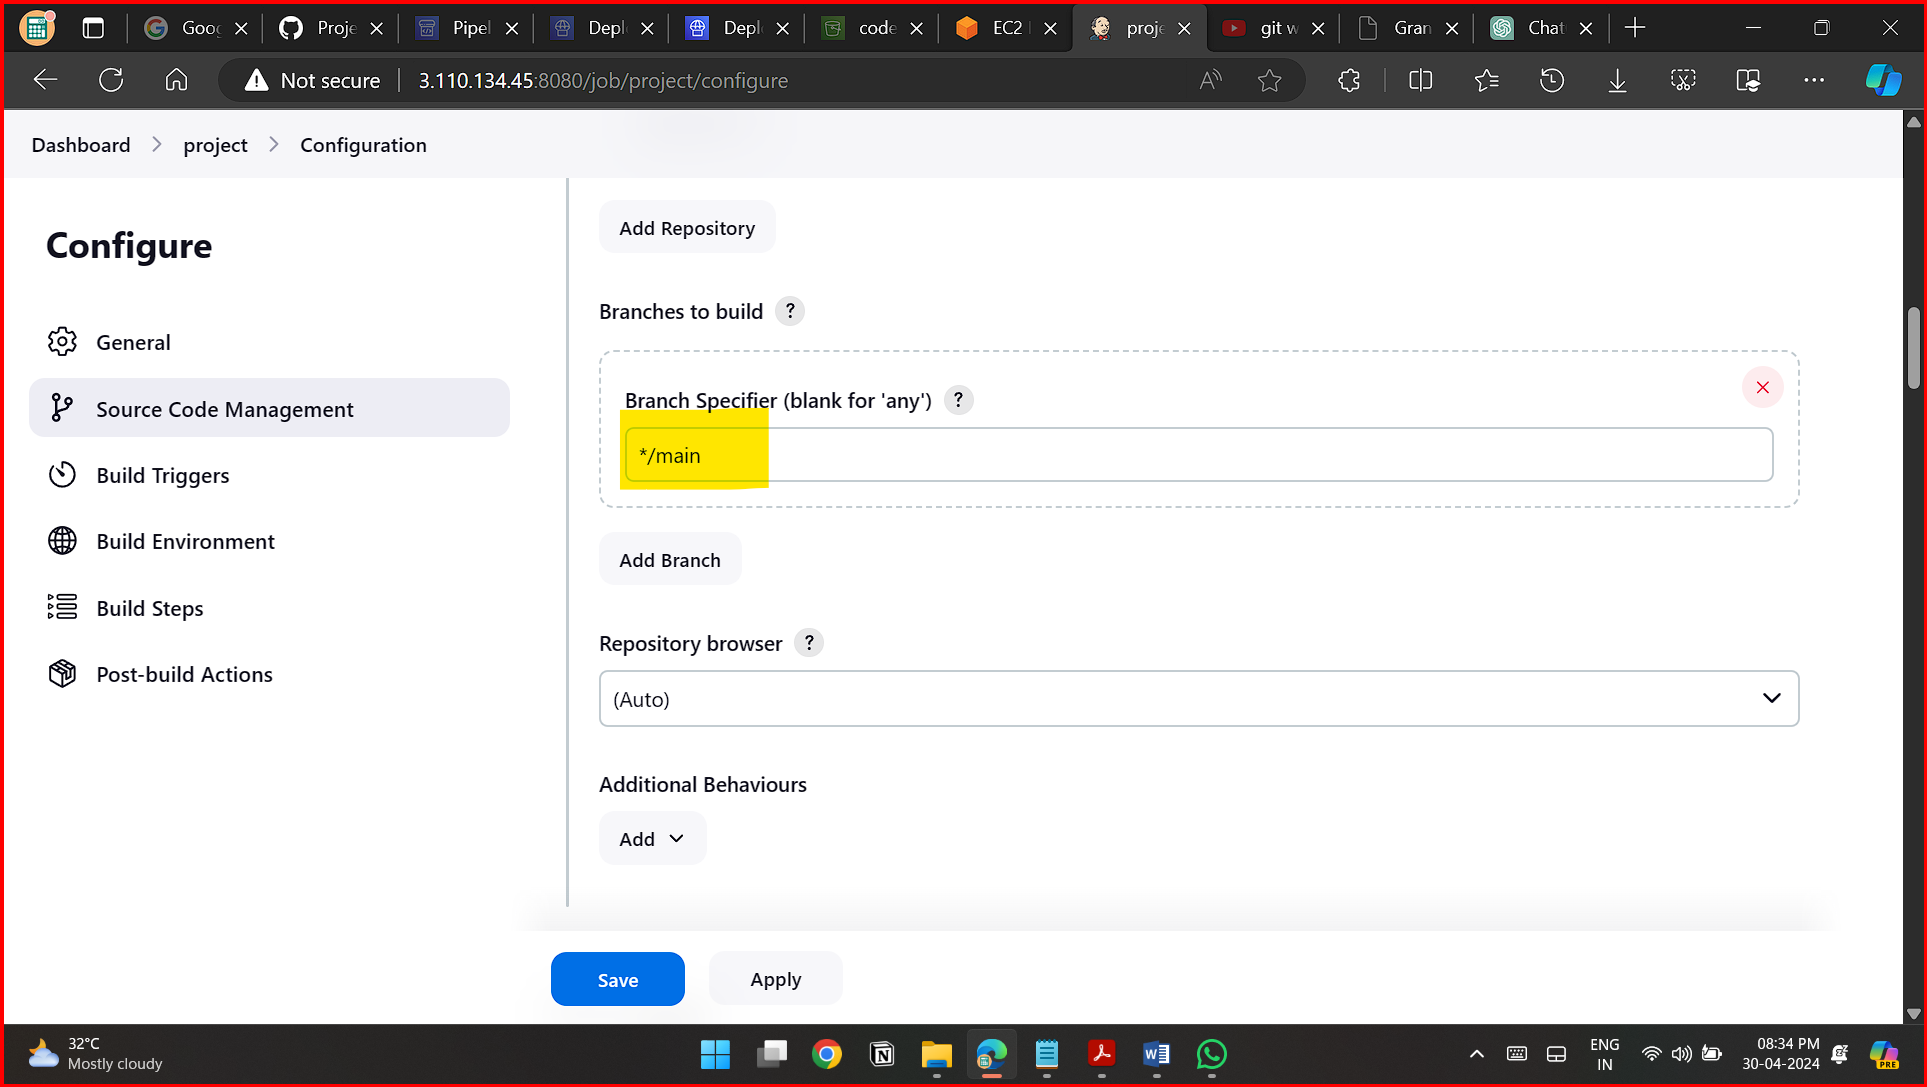 Goog
Proje
Pipel
Deplo
Deplo
code
EC2
proje
git w
Gran
Chat
Not secure
3.110.134.45:8080/job/project/configure
Dashboard
project
Configuration
Configure
General
Source Code Management
Build Triggers
Build Environment
Build Steps
Post-build Actions
Add Repository
Branches to build ?
Branch Specifier (blank for 'any') ?
*/main
Add Branch
Repository browser ?
(Auto)
Additional Behaviours
Add
Save
Apply
32°C
Mostly cloudy
ENG
IN
08:34 PM
30-04-2024
PRE